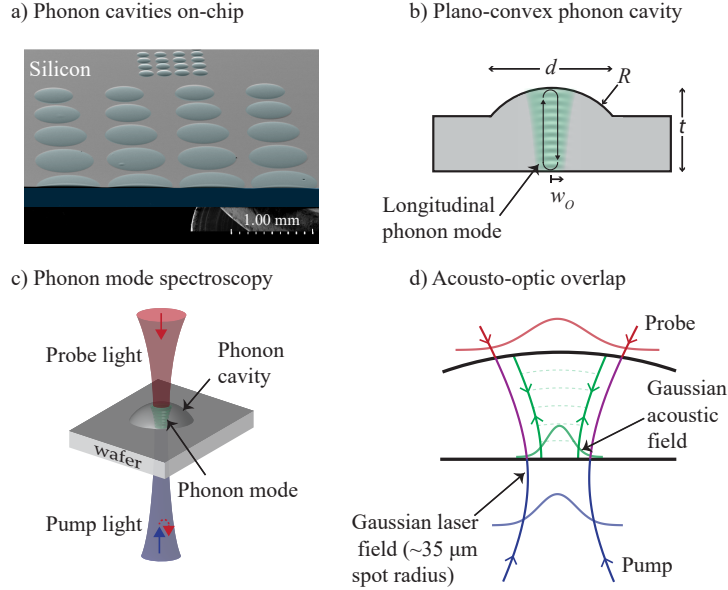 a) Phonon cavities on-chip
Silicon
1.00 mm
b) Plano-convex phonon cavity
d
R
t
Longitudinal
phonon mode
w_o
c) Phonon mode spectroscopy
Probe light
Phonon
cavity
wafer
Phonon mode
Pump light
d) Acousto-optic overlap
Probe
Gaussian
acoustic
field
Gaussian laser
field (~35 μm
spot radius)
Pump